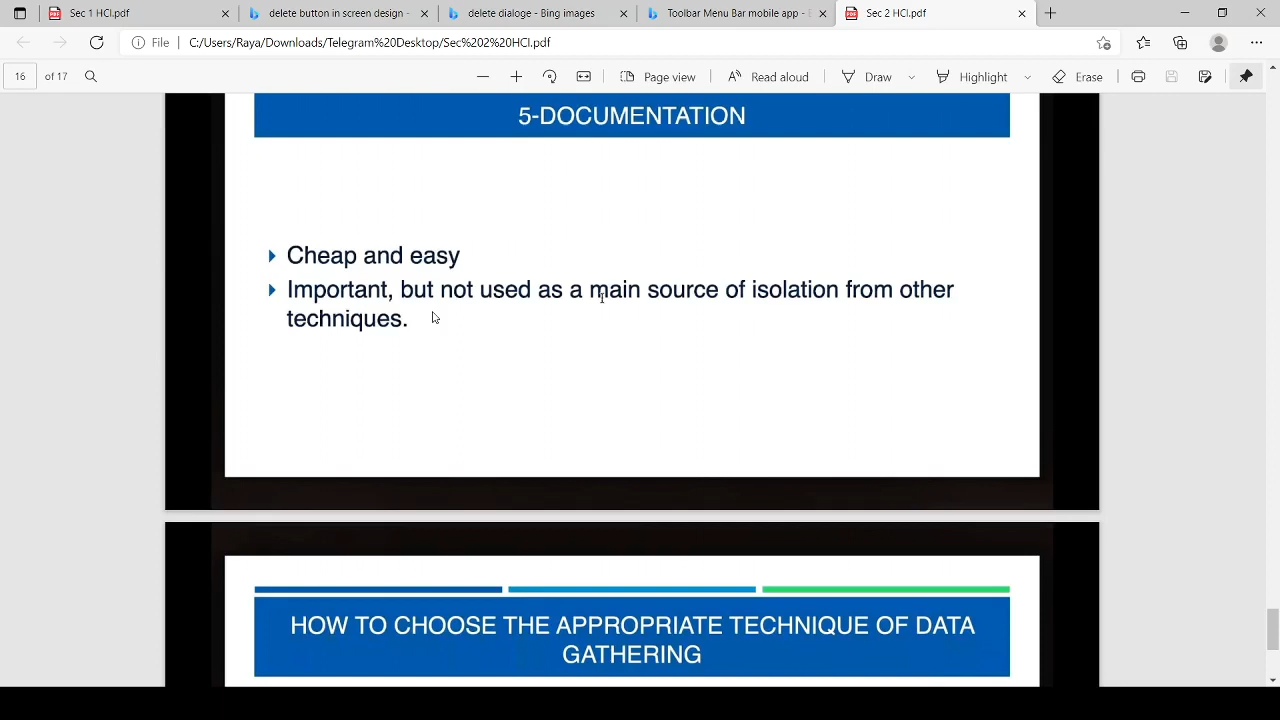 Sec 1 HCI.pdf
delete button in screen design -
delete dialoge - Bing images
Toolbar Menu Bar mobile app - B
Sec 2 HCI.pdf
File
C:/Users/Raya/Downloads/Telegram%20Desktop/Sec%202%20HCI.pdf
16 of 17
Page view
Read aloud
Draw
Highlight
Erase
5-DOCUMENTATION
Cheap and easy
Important, but not used as a main source of isolation from other
techniques.
HOW TO CHOOSE THE APPROPRIATE TECHNIQUE OF DATA
GATHERING